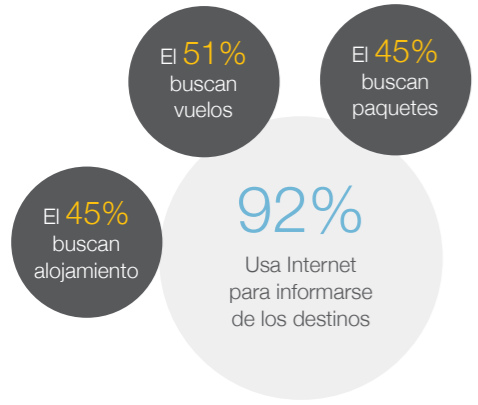 El 51%
buscan
vuelos
El 45%
buscan
paquetes
El 45%
buscan
alojamiento
92%
Usa Internet
para informarse
de los destinos